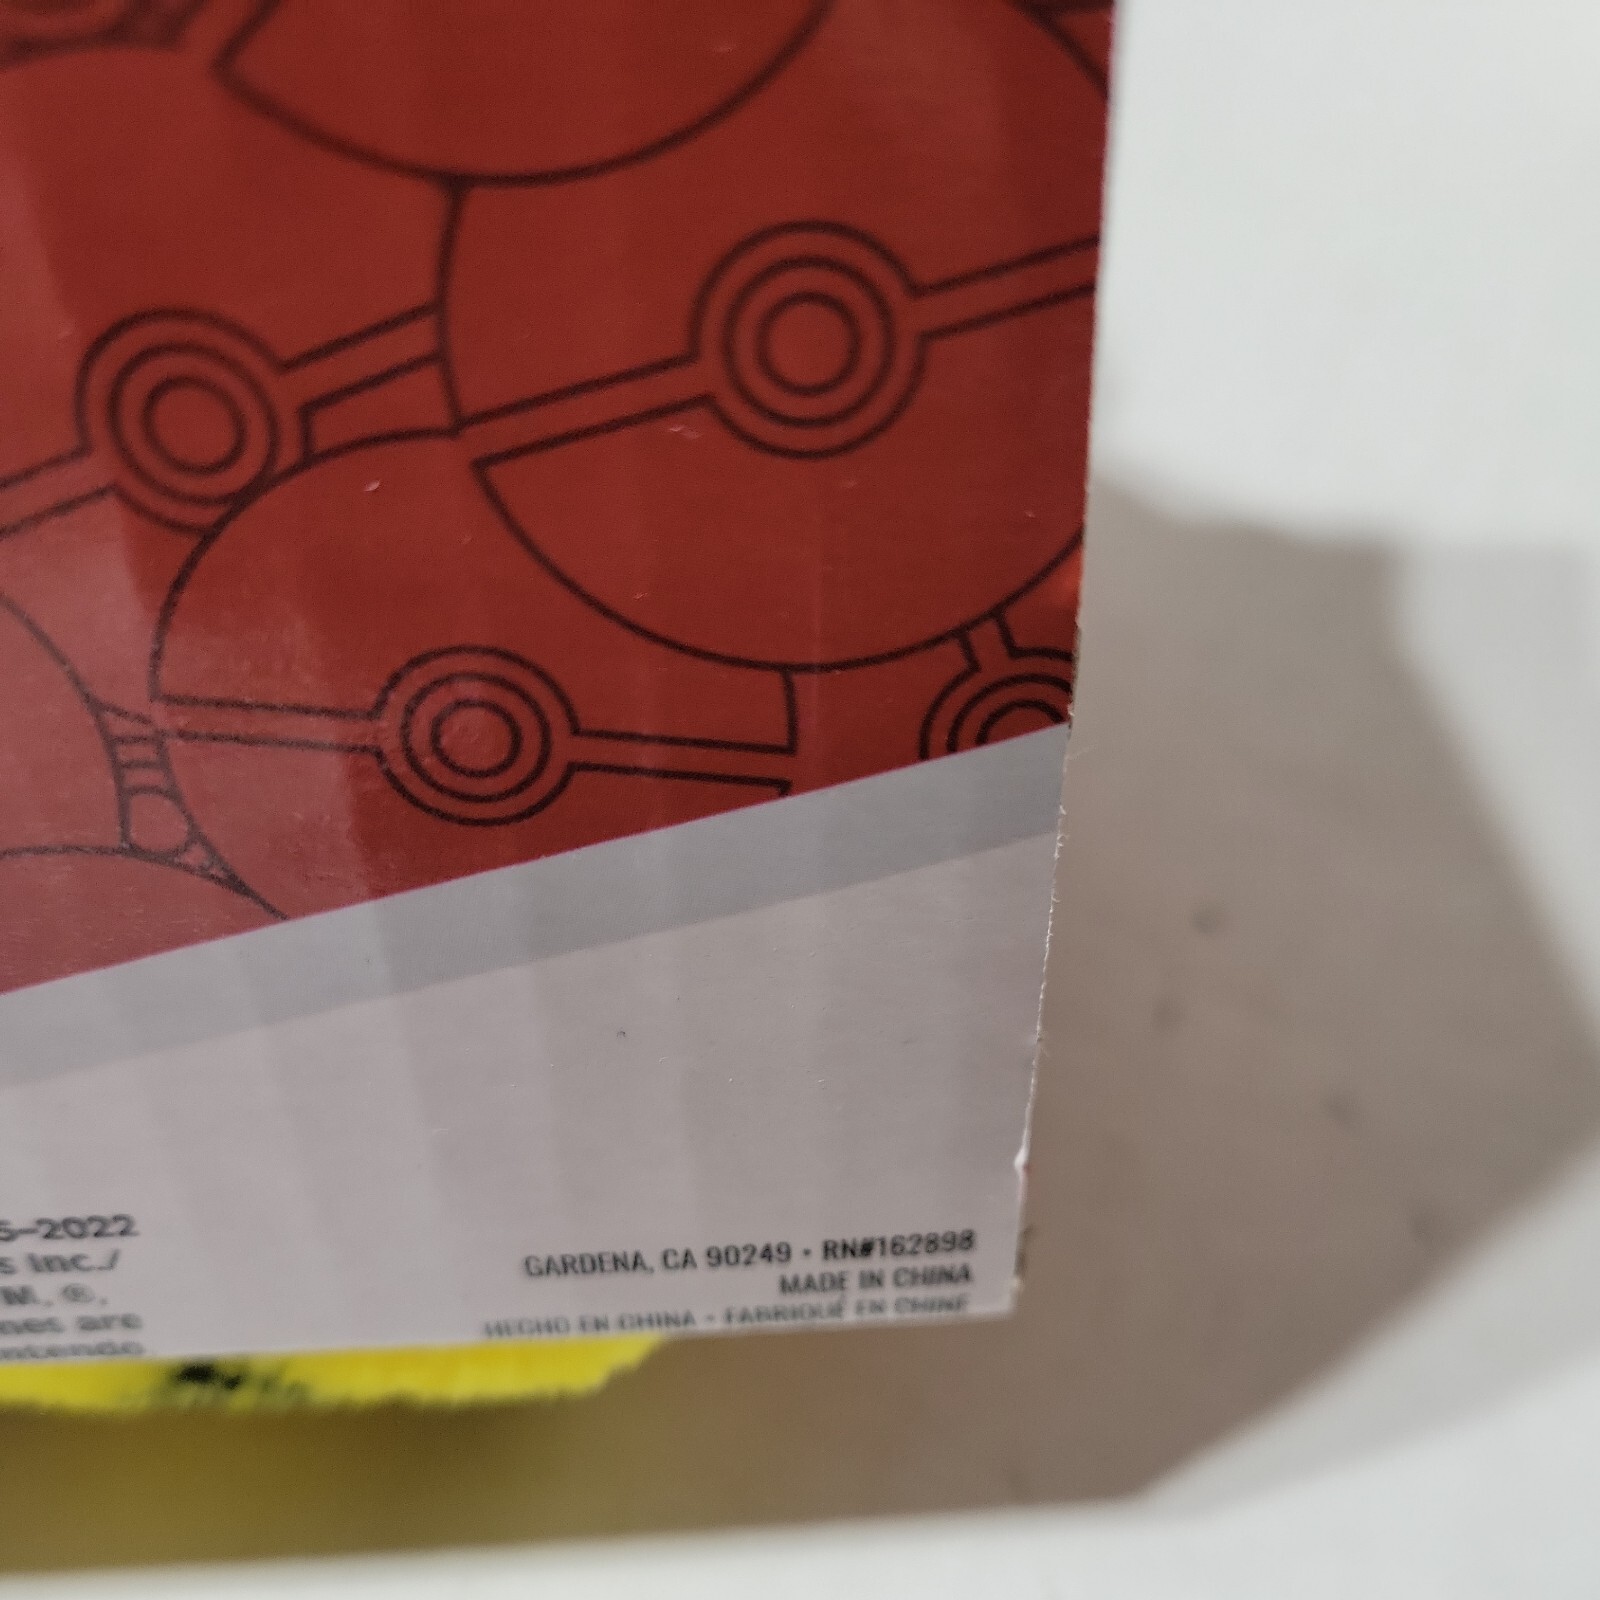 5–2022
s Inc./
M, ®,
nes are
ntendo.
GARDENA, CA 90249 • RN#162898
MADE IN CHINA
HECHO EN CHINA • FABRIQUÉ EN CHINE